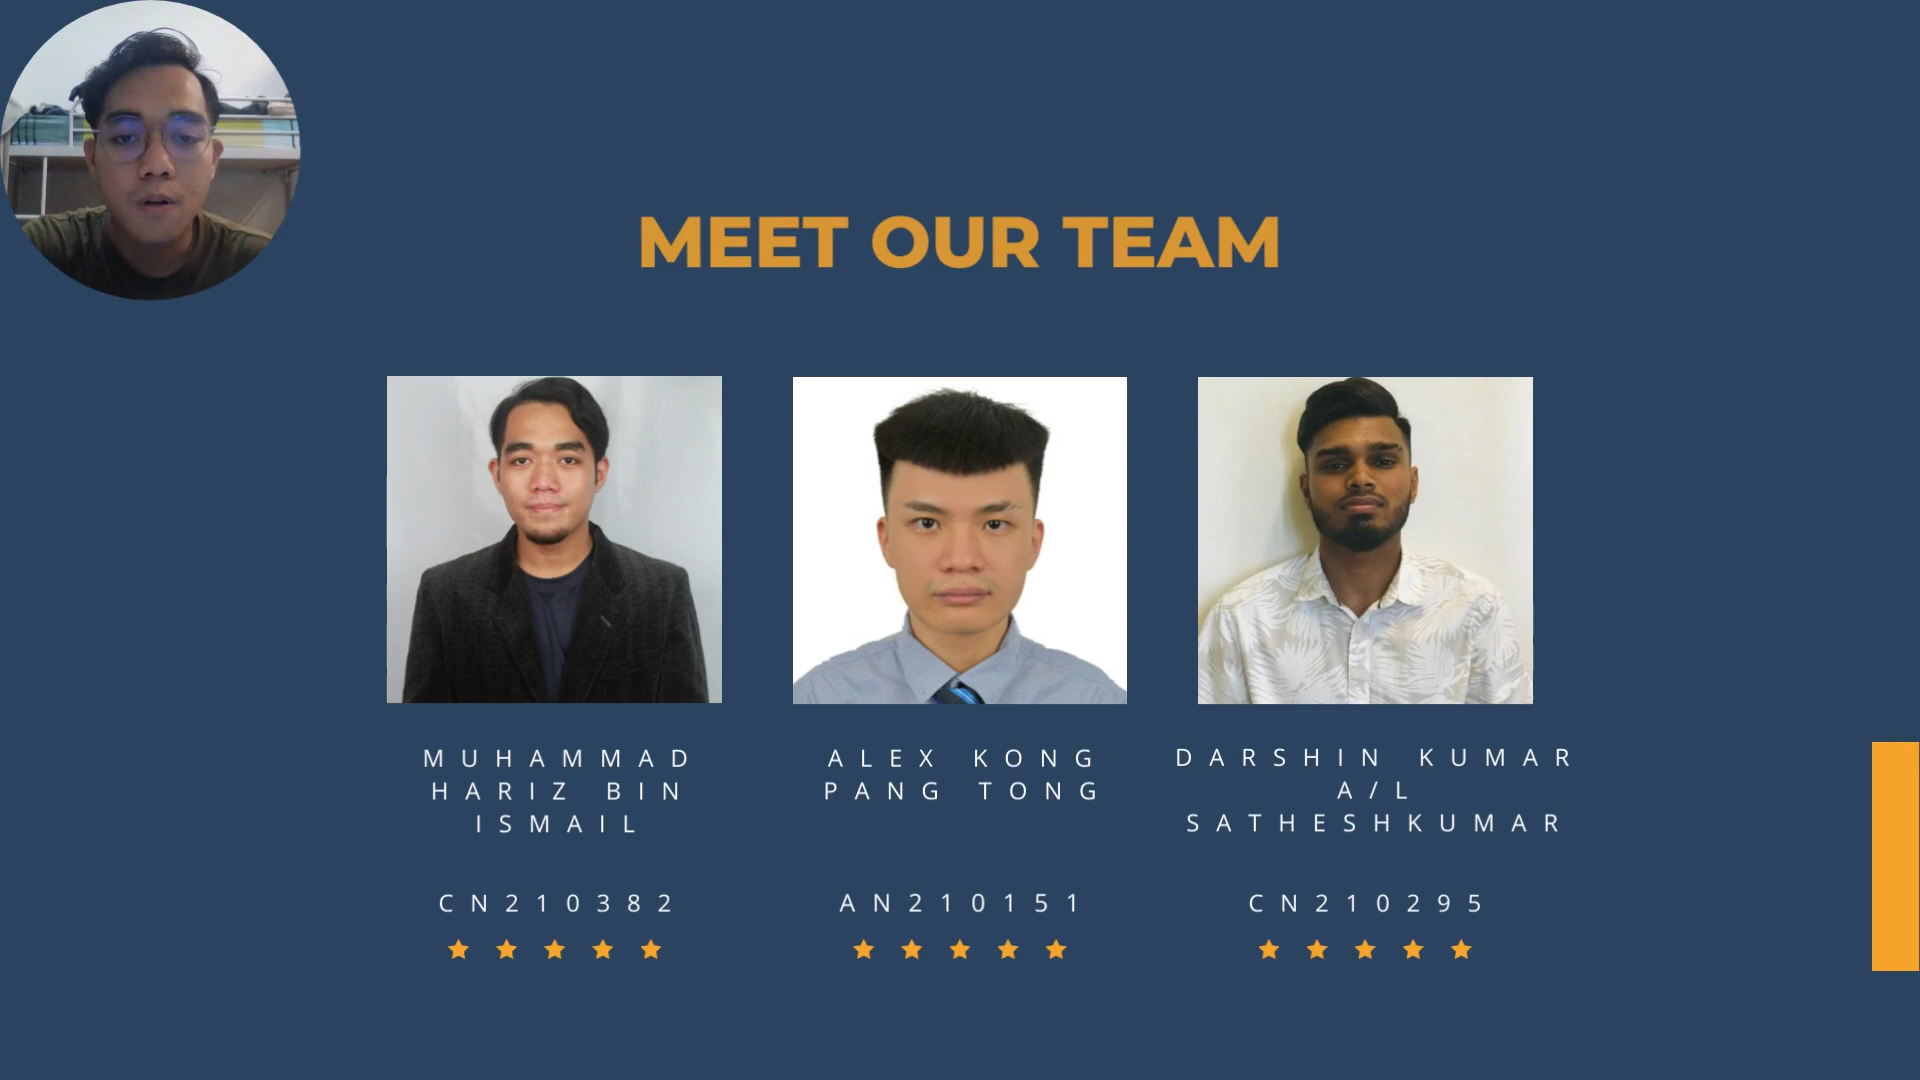 MEET OUR TEAM
MUHAMMAD
HARIZ BIN
ISMAIL
CN210382
ALEX KONG
PANG TONG
AN210151
DARSHIN KUMAR
A/L
SATHESHKUMAR
CN210295